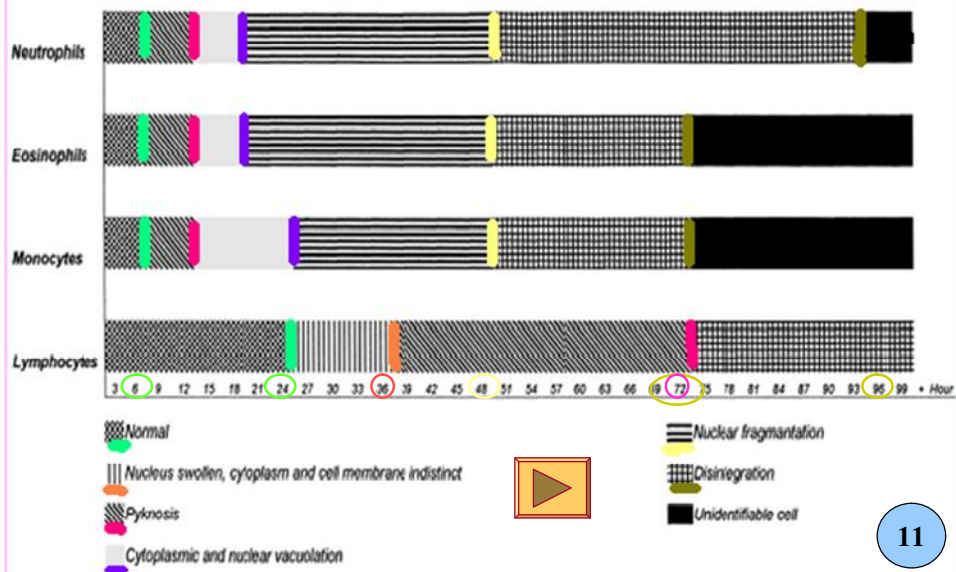 Neutrophils
Eosinophils
Monocytes
Lymphocytes
3 6 9 12 15 18 21 24 27 30 33 36 39 42 45 48 51 54 57 60 63 66 69 72 75 78 81 84 87 90 93 96 99 • Hour
Normal
Nucleus swollen, cytoplasm and cell membrane indistinct
Pyknosis
Cytoplasmic and nuclear vacuolation
Nuclear fragmantation
Disinlegration
Unidentifiable cell
11